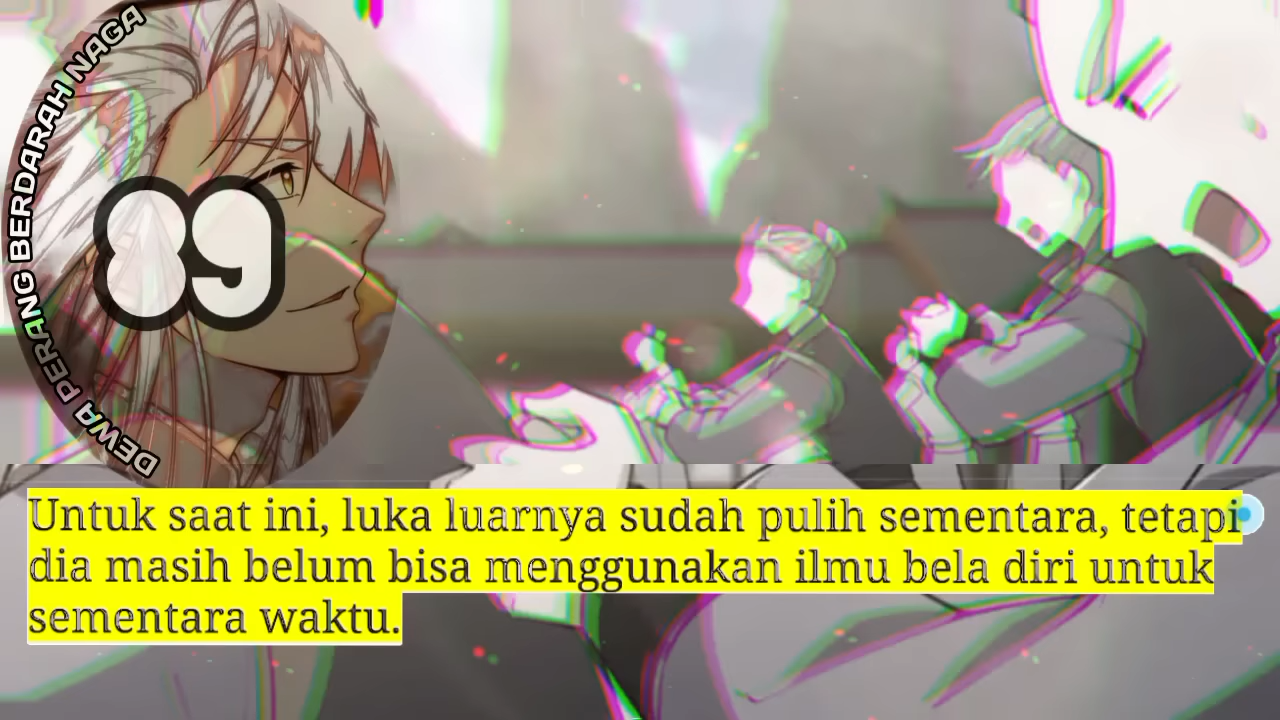 DEWA PERANG BERDARAH NAGA
89
Untuk saat ini, luka luarnya sudah pulih sementara, tetapi
dia masih belum bisa menggunakan ilmu bela diri untuk
sementara waktu.